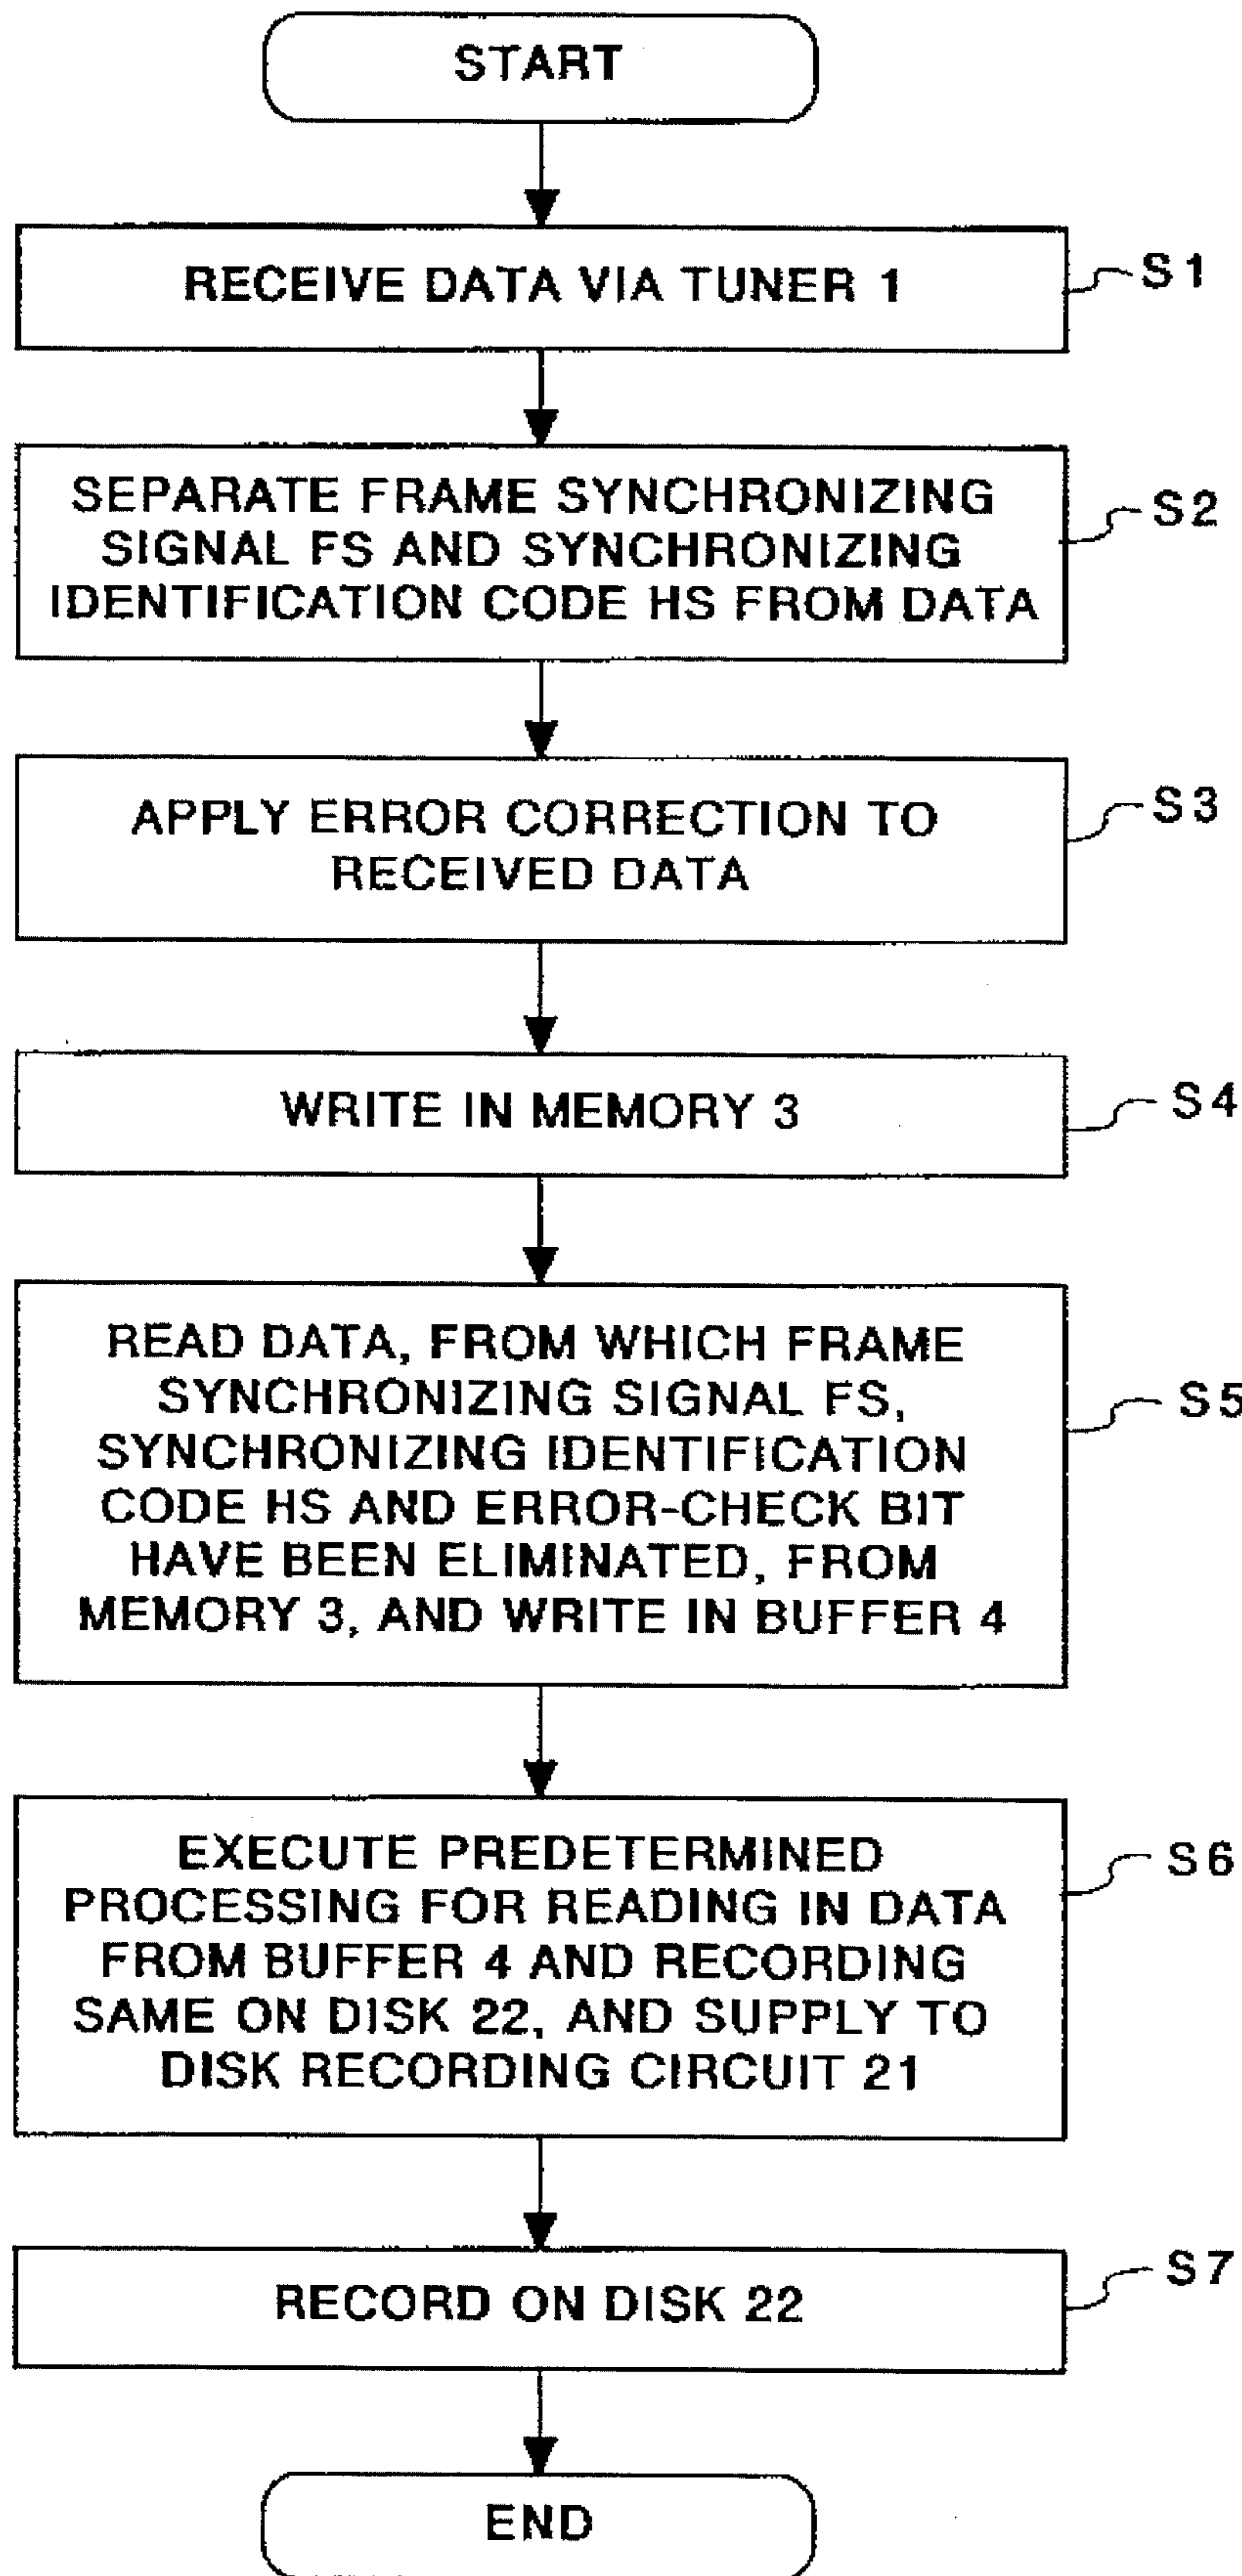 START
RECEIVE DATA VIA TUNER 1
S1
SEPARATE FRAME SYNCHRONIZING
SIGNAL FS AND SYNCHRONIZING
IDENTIFICATION CODE HS FROM DATA
S2
APPLY ERROR CORRECTION TO
RECEIVED DATA
S3
WRITE IN MEMORY 3
S4
READ DATA, FROM WHICH FRAME
SYNCHRONIZING SIGNAL FS,
SYNCHRONIZING IDENTIFICATION
CODE HS AND ERROR-CHECK BIT
HAVE BEEN ELIMINATED, FROM
MEMORY 3, AND WRITE IN BUFFER 4
S5
EXECUTE PREDETERMINED
PROCESSING FOR READING IN DATA
FROM BUFFER 4 AND RECORDING
SAME ON DISK 22, AND SUPPLY TO
DISK RECORDING CIRCUIT 21
S6
RECORD ON DISK 22
S7
END